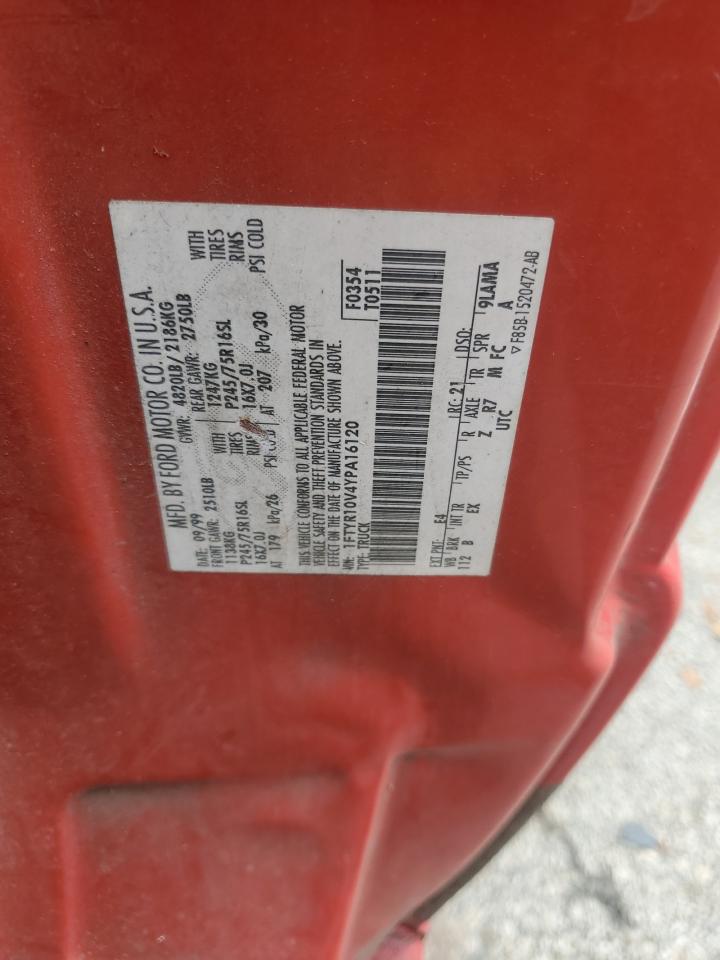 MFD. BY FORD MOTOR CO. IN U.S.A.
DATE: 09/99 GVWR: 4820LB/ 2186KG
FRONT GAWR: 2510LB REAR GAWR: 2750LB
1138KG WITH 1247KG WITH
P245/75R16SL TIRES P245/75R16SL TIRES
16X7.0J RIMS 16X7.0J RIMS
AT 179 kPa/26 PSI COLD AT 207 kPa/30 PSI COLD
THIS VEHICLE CONFORMS TO ALL APPLICABLE FEDERAL MOTOR
VEHICLE SAFETY AND THEFT PREVENTION STANDARDS IN
EFFECT ON THE DATE OF MANUFACTURE SHOWN ABOVE.
VIN: 1FTYR10V4YPA16120 F0354
TYPE: TRUCK T0511
EXT PNT: E4 RC: 21 DSO:
WB BRK INT TR TP/PS R AXLE TR SPR 9LAMA
112 B EX Z R7 M FC A
UTC
▽ F85B-1520472-AB